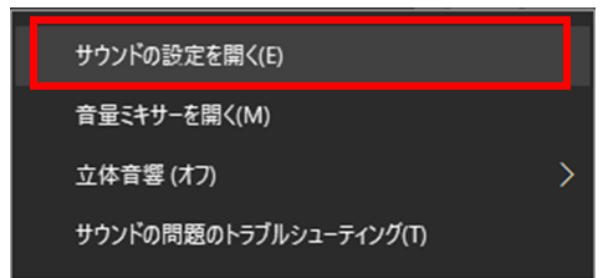 サウンドの設定を開く(E)
音量ミキサーを開く(M)
立体音響 (オフ)
サウンドの問題のトラブルシューティング(T)